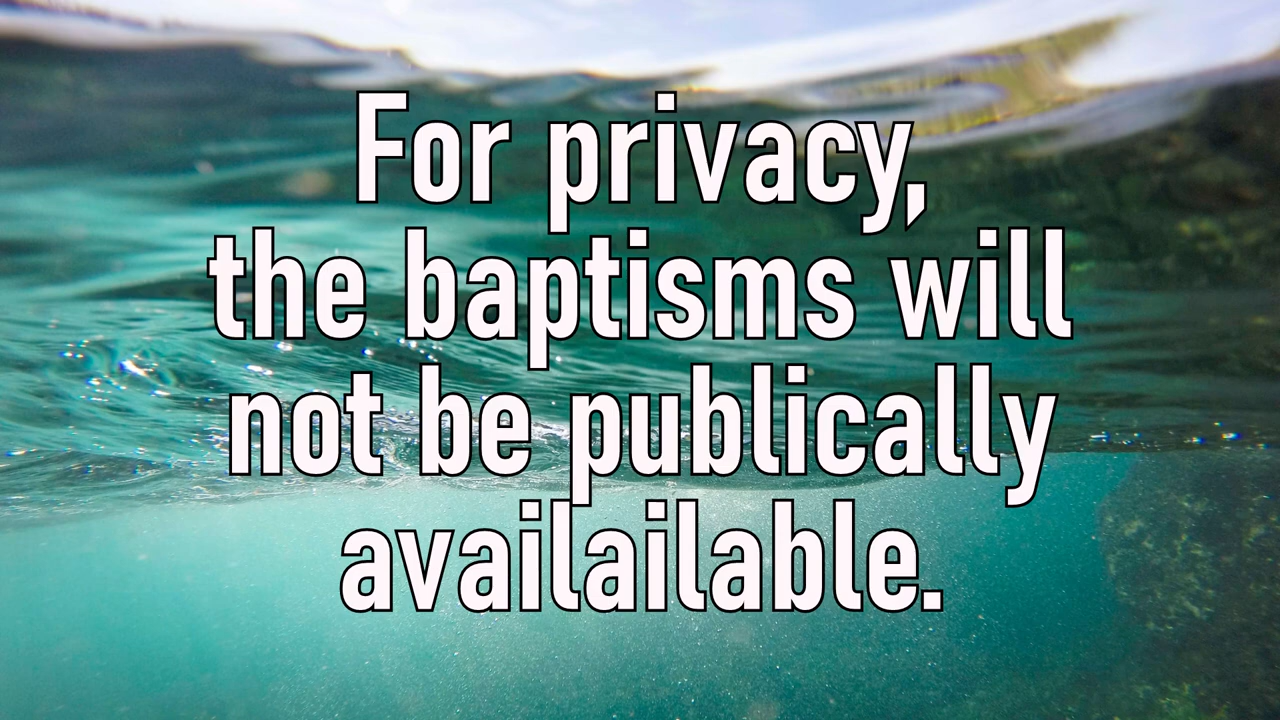 For privacy,
the baptisms will
not be publically
availailable.